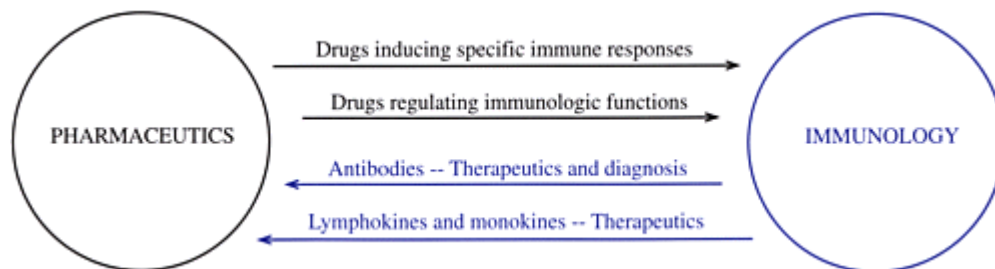 Drugs inducing specific immune responses
Drugs regulating immunologic functions
PHARMACEUTICS
IMMUNOLOGY
Antibodies -- Therapeutics and diagnosis
Lymphokines and monokines -- Therapeutics